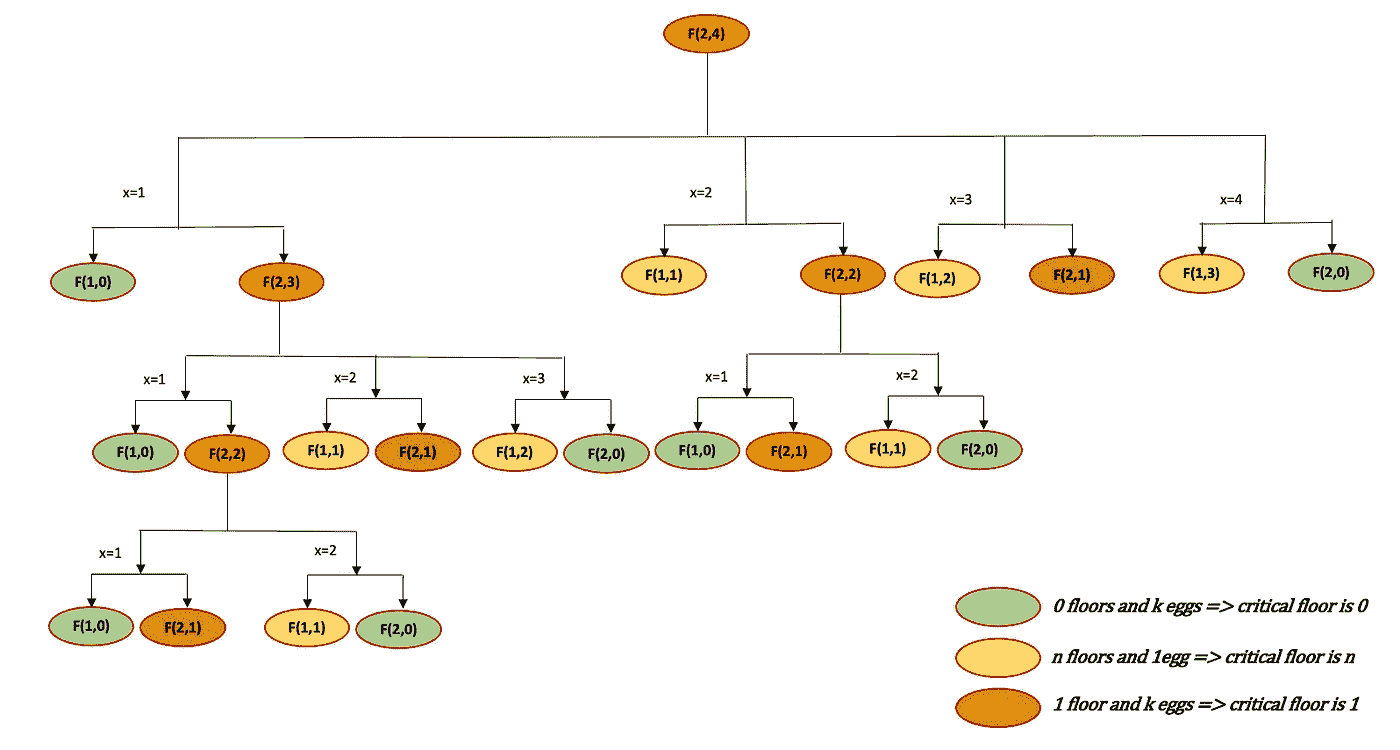 F(2,4)
x=1
x=2
x=3
x=4
F(1,0)
F(2,3)
F(1,1)
F(2,2)
F(1,2)
F(2,1)
F(1,3)
F(2,0)
x=1
x=2
x=3
x=1
x=2
F(1,0)
F(2,2)
F(1,1)
F(2,1)
F(1,2)
F(2,0)
F(1,0)
F(2,1)
F(1,1)
F(2,0)
x=1
x=2
F(1,0)
F(2,1)
F(1,1)
F(2,0)
0 floors and k eggs => critical floor is 0
n floors and 1egg => critical floor is n
1 floor and k eggs => critical floor is 1